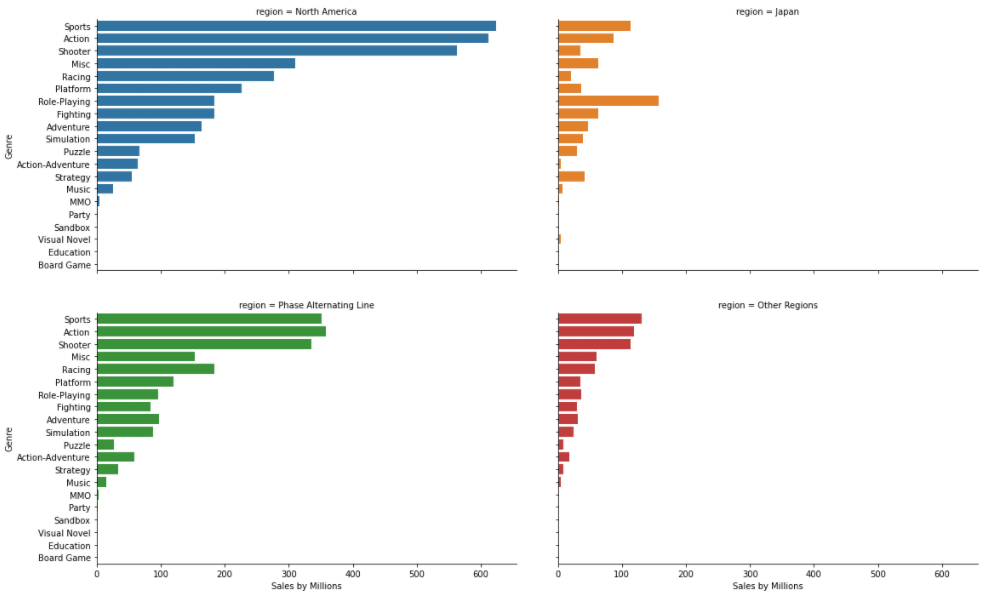 region = North America
region = Japan
Genre
Sports
Action
Shooter
Misc
Racing
Platform
Role-Playing
Fighting
Adventure
Simulation
Puzzle
Action-Adventure
Strategy
Music
MMO
Party
Sandbox
Visual Novel
Education
Board Game
region = Phase Alternating Line
region = Other Regions
Genre
Sports
Action
Shooter
Misc
Racing
Platform
Role-Playing
Fighting
Adventure
Simulation
Puzzle
Action-Adventure
Strategy
Music
MMO
Party
Sandbox
Visual Novel
Education
Board Game
0 100 200 300 400 500 600
Sales by Millions
0 100 200 300 400 500 600
Sales by Millions